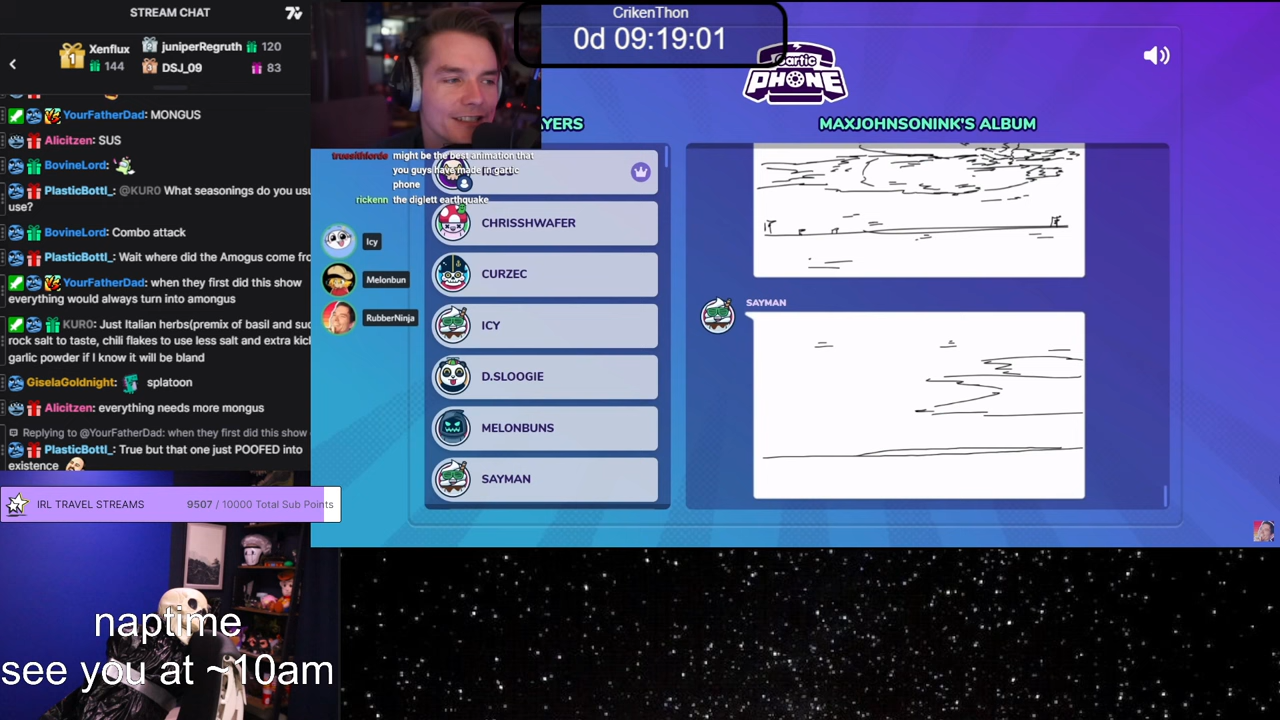 STREAM CHAT
Xenflux
144
juniperRegruth 120
DSJ_09 83
YourFatherDad: MONGUS
Alicitzen: SUS
BovineLord:
PlasticBottl_: @KUR0 What seasonings do you usu
use?
BovineLord: Combo attack
PlasticBottl_: Wait where did the Amogus come fro
YourFatherDad: when they first did this show
everything would always turn into amongus
KUR0: Just Italian herbs(premix of basil and suc
rock salt to taste, chili flakes to use less salt and extra kick
garlic powder if I know it will be bland
GiselaGoldnight: splatoon
Alicitzen: everything needs more mongus
Replying to @YourFatherDad: when they first did this show
PlasticBottl_: True but that one just POOFED into
existence
IRL TRAVEL STREAMS 9507 / 10000 Total Sub Points
naptime
see you at ~10am
CrikenThon
0d 09:19:01
truesithlorde might be the best animation that
you guys have made in gartic
phone
rickenn the diglett earthquake
Icy
Melonbun
RubberNinja
YERS
CHRISSHWAFER
CURZEC
ICY
D.SLOOGIE
MELONBUNS
SAYMAN
Gartic
PHONE
MAXJOHNSONINK'S ALBUM
SAYMAN